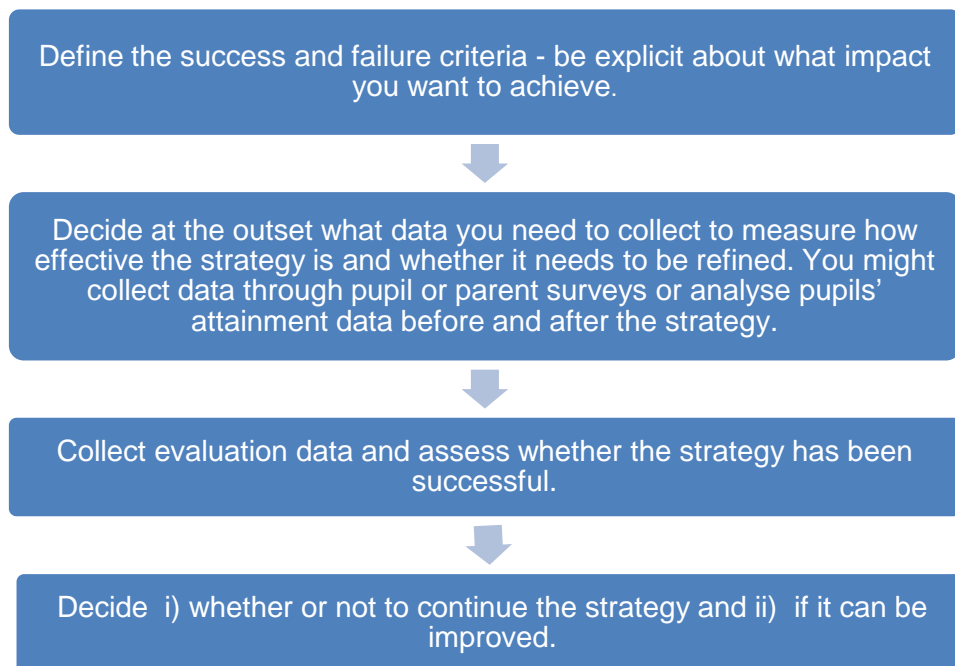 Define the success and failure criteria - be explicit about what impact
you want to achieve.
Decide at the outset what data you need to collect to measure how
effective the strategy is and whether it needs to be refined. You might
collect data through pupil or parent surveys or analyse pupils’
attainment data before and after the strategy.
Collect evaluation data and assess whether the strategy has been
successful.
Decide  i) whether or not to continue the strategy and ii)  if it can be
improved.